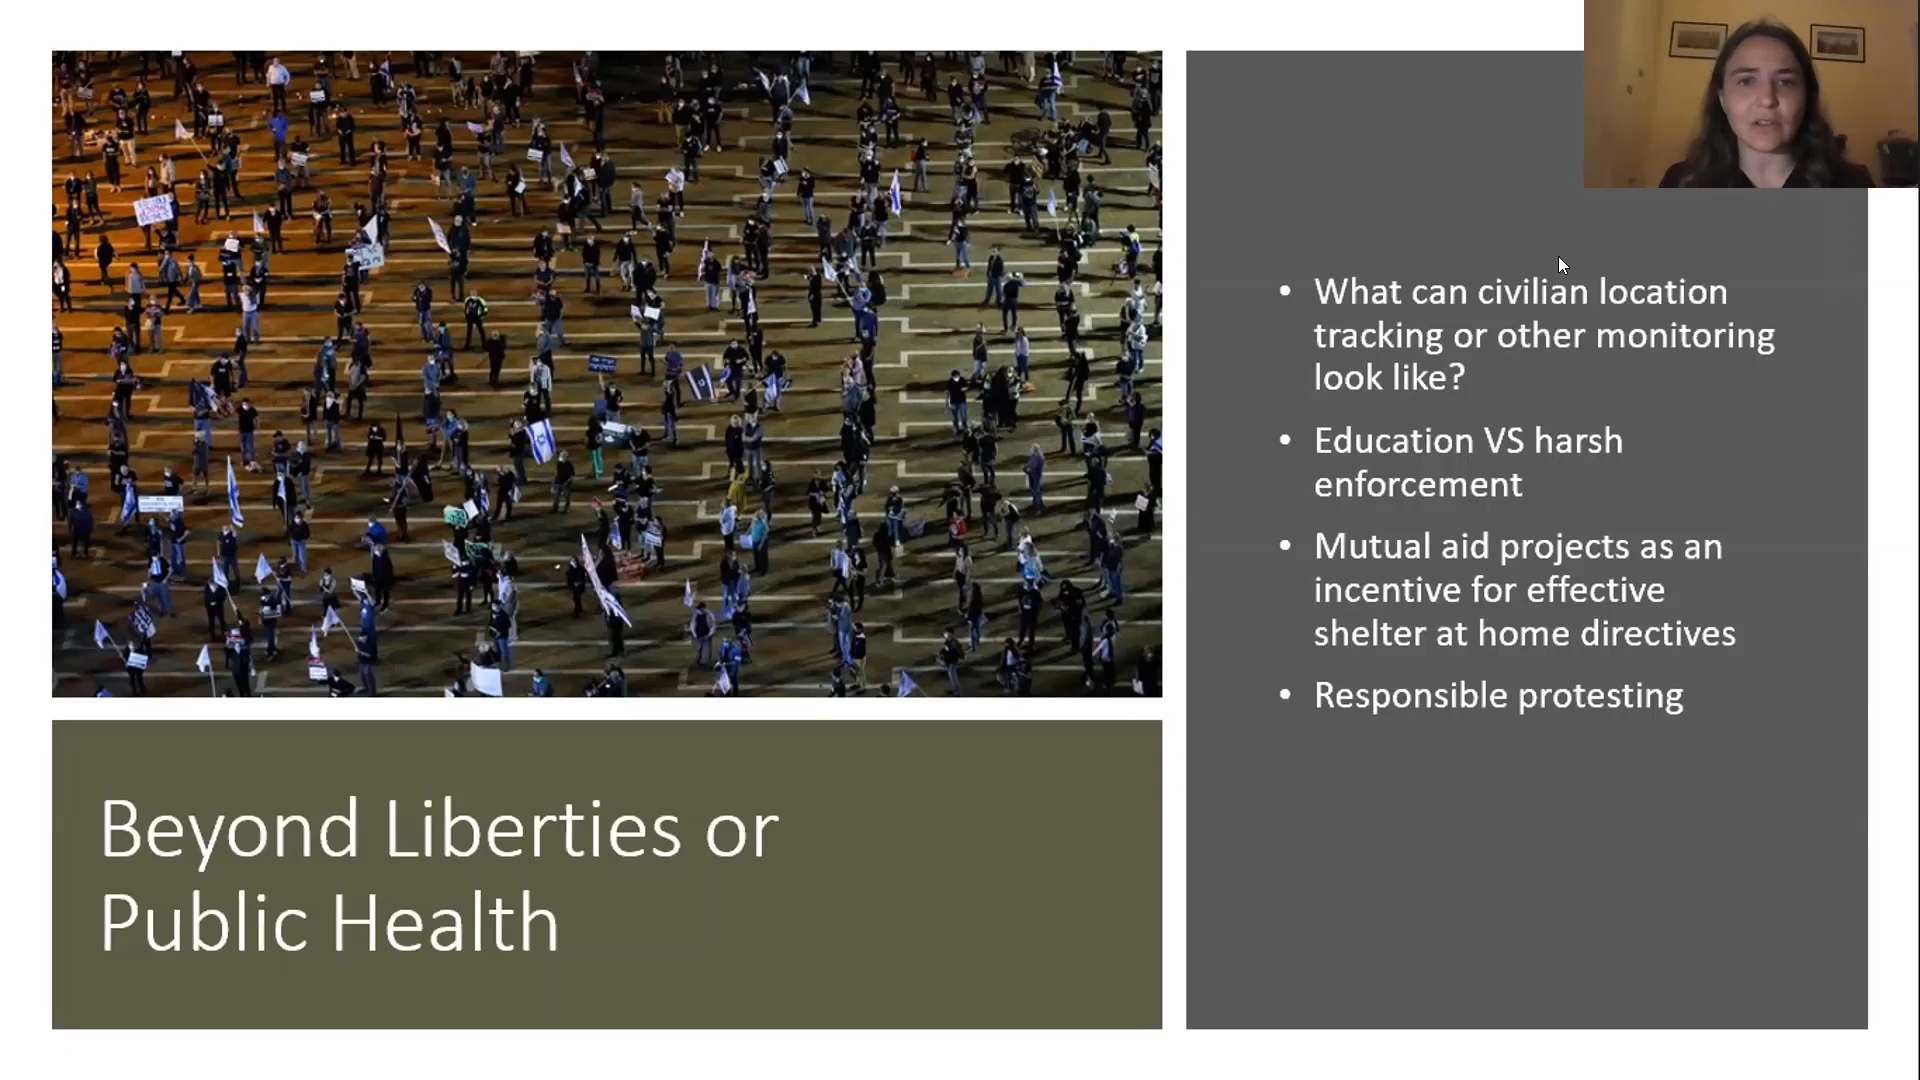 What can civilian location
tracking or other monitoring
look like?
Education VS harsh
enforcement
Mutual aid projects as an
incentive for effective
shelter at home directives
Responsible protesting
Beyond Liberties or
Public Health